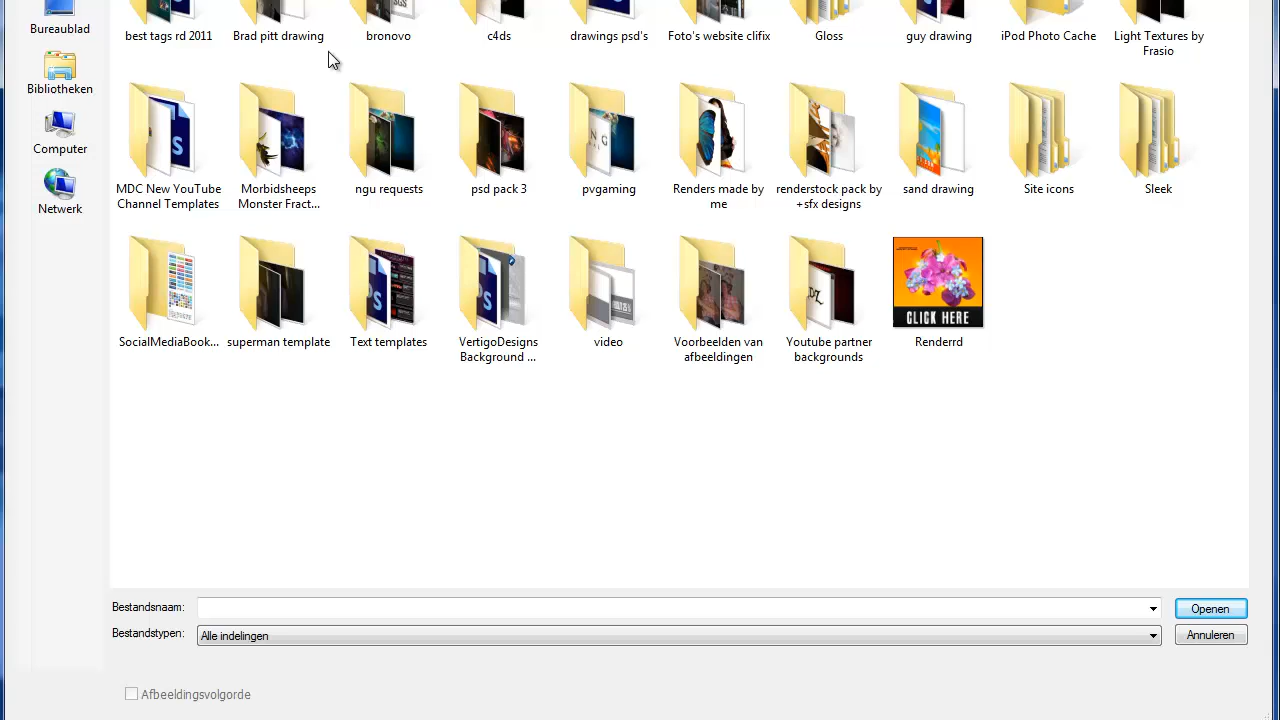 Bureaublad
best tags rd 2011
Brad pitt drawing
bronovo
c4ds
drawings psd's
Foto's website clifix
Gloss
guy drawing
iPod Photo Cache
Light Textures by
Frasio
Bibliotheken
Computer
Netwerk
MDC New YouTube
Channel Templates
Morbidsheeps
Monster Fract...
ngu requests
psd pack 3
pvgaming
Renders made by
me
renderstock pack by
+sfx designs
sand drawing
Site icons
Sleek
SocialMediaBook...
superman template
Text templates
VertigoDesigns
Background ...
video
Voorbeelden van
afbeeldingen
Youtube partner
backgrounds
CLICK HERE
Renderrd
Bestandsnaam:
Openen
Bestandstypen:
Alle indelingen
Annuleren
Afbeeldingsvolgorde